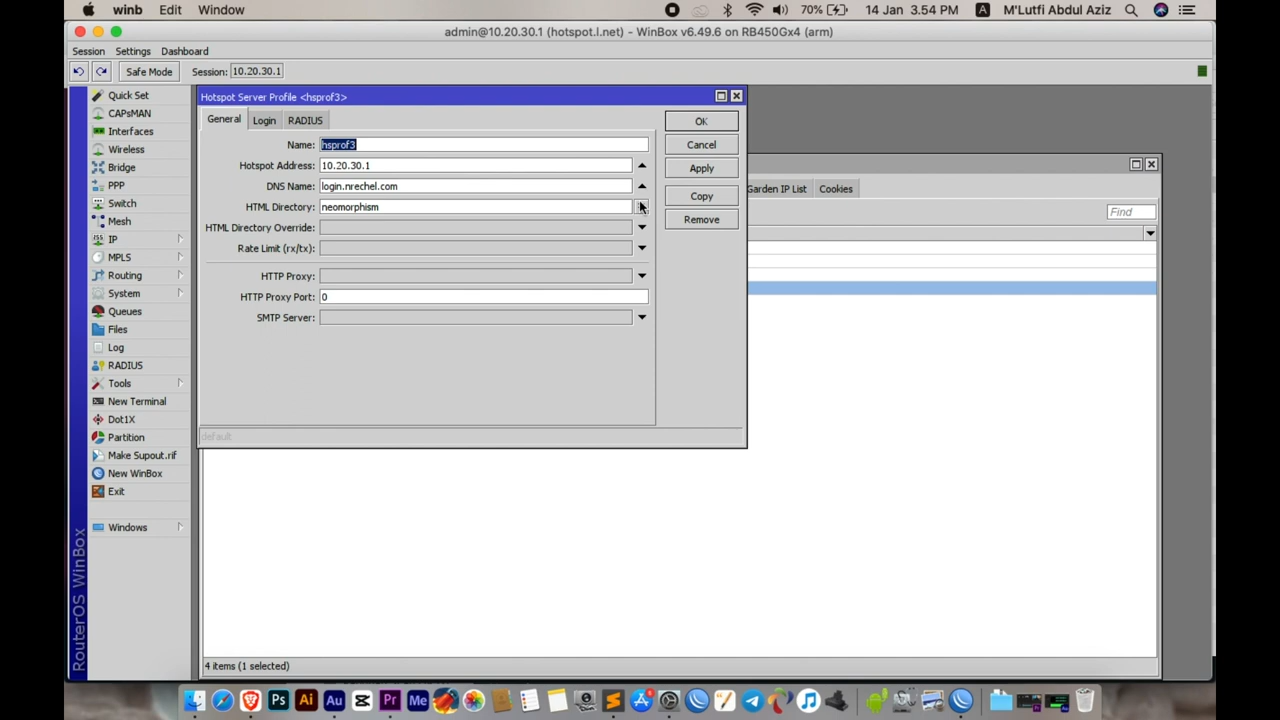 winb Edit Window 70% 14 Jan 3.54 PM A M'Lutfi Abdul Aziz
admin@10.20.30.1 (hotspot.l.net) - WinBox v6.49.6 on RB450Gx4 (arm)
Session Settings Dashboard
Safe Mode Session: 10.20.30.1
Quick Set
CAPsMAN
Interfaces
Wireless
Bridge
PPP
Switch
Mesh
IP
MPLS
Routing
System
Queues
Files
Log
RADIUS
Tools
New Terminal
Dot1X
Partition
Make Supout.rif
New WinBox
Exit
Windows
RouterOS WinBox
Hotspot Server Profile <hsprof3>
General Login RADIUS
Name: hsprof3
Hotspot Address: 10.20.30.1
DNS Name: login.nrechel.com
HTML Directory: neomorphism
HTML Directory Override:
Rate Limit (rx/tx):
HTTP Proxy:
HTTP Proxy Port: 0
SMTP Server:
default
OK
Cancel
Apply
Copy
Remove
Garden IP List Cookies
Find
4 items (1 selected)
Ps Ai Au Pr Me